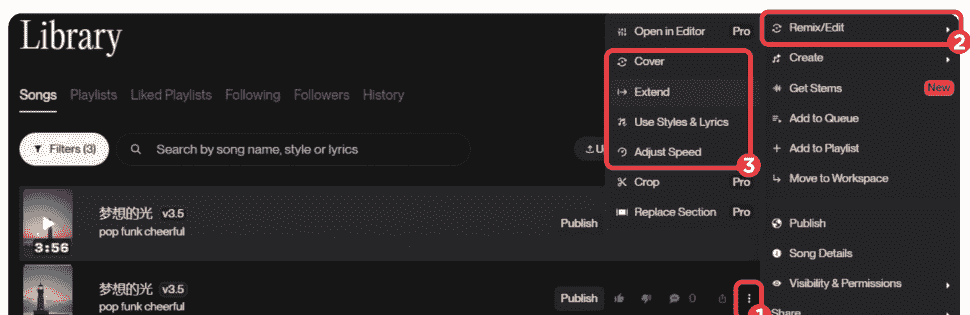 Library
Songs Playlists Liked Playlists Following Followers History
Filters (3)
Search by song name, style or lyrics
梦想的光 v3.5
pop funk cheerful
3:56
Publish
梦想的光 v3.5
pop funk cheerful
Publish
0
1
Open in Editor Pro
Cover
Extend
Use Styles & Lyrics
Adjust Speed
3
Crop Pro
Replace Section Pro
Remix/Edit
2
Create
Get Stems New
Add to Queue
Add to Playlist
Move to Workspace
Publish
Song Details
Visibility & Permissions
Share